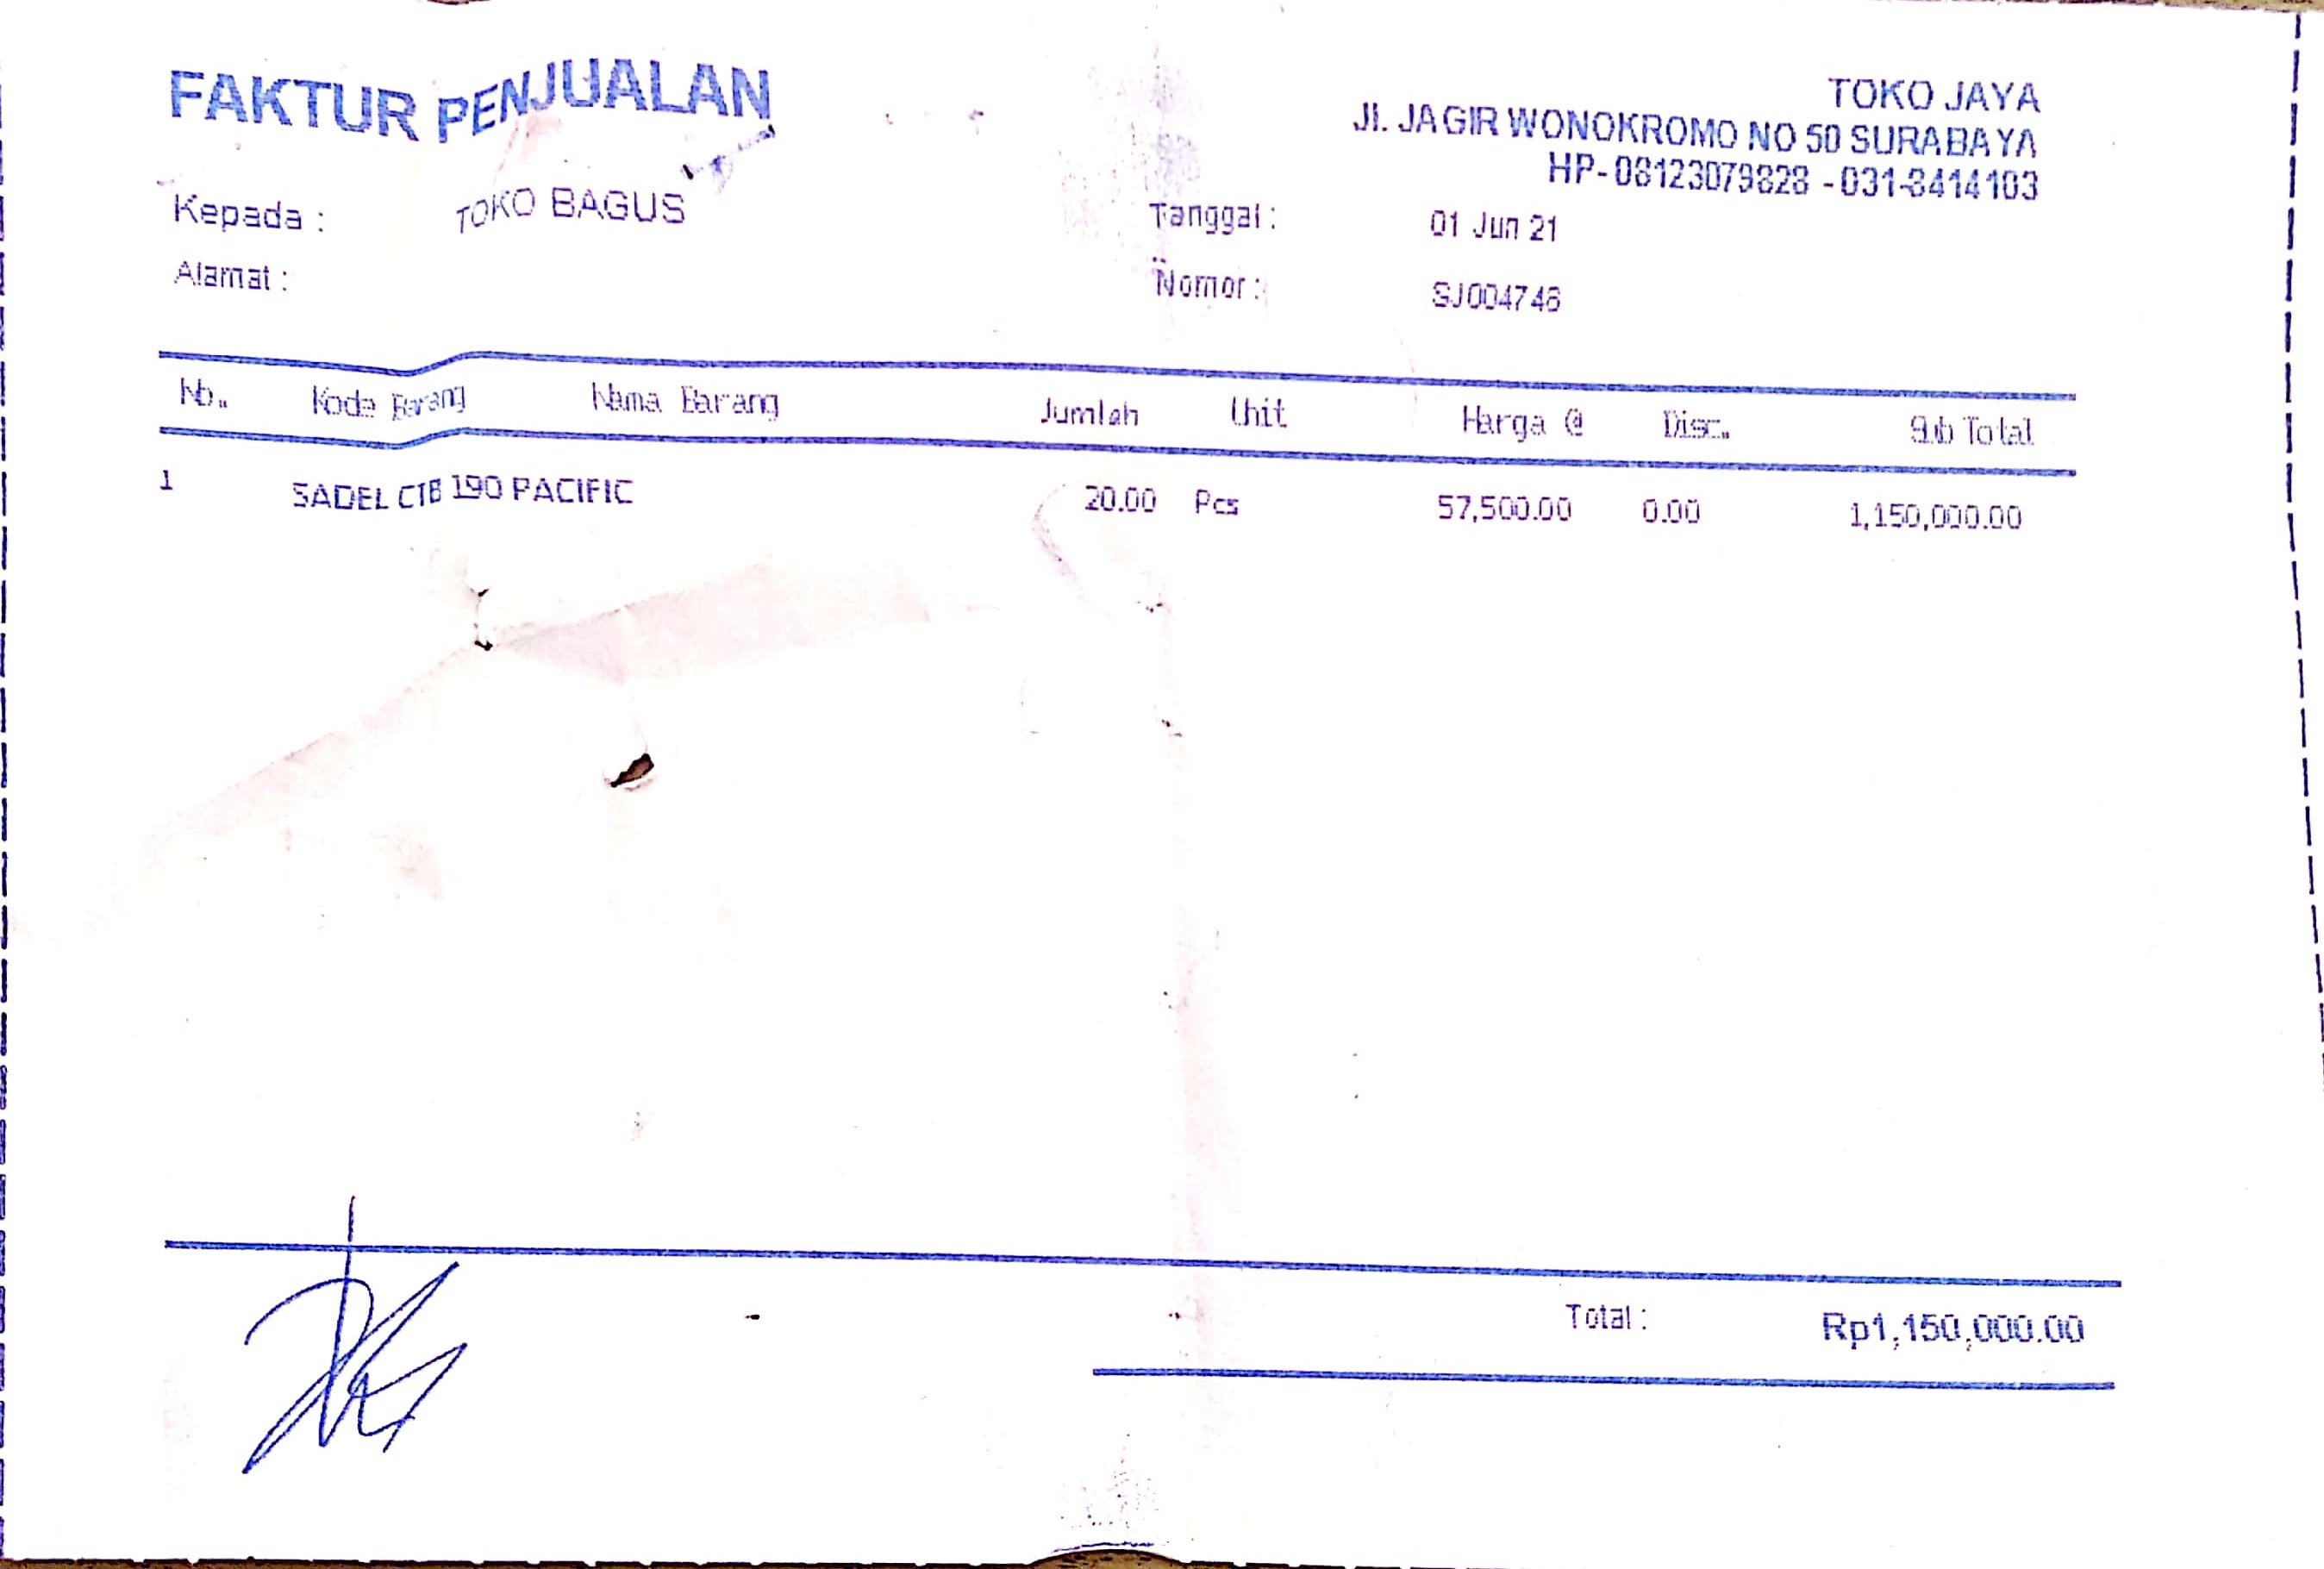 FAKTUR PENJUALAN
TOKO JAYA
Jl. JAGIR WONOKROMO NO 50 SURABAYA
HP- 08123079828 - 031-8414103
Kepada : TOKO BAGUS
Tanggal : 01 Jun 21
Alamat :
Nomor : SJ004746
No.. Kode Barang Nama Barang Jumlah Unit Harga @ Disc.. Sub Total
1 SADEL CTB 190 PACIFIC 20.00 Pcs 57,500.00 0.00 1,150,000.00
Total : Rp1,150,000.00